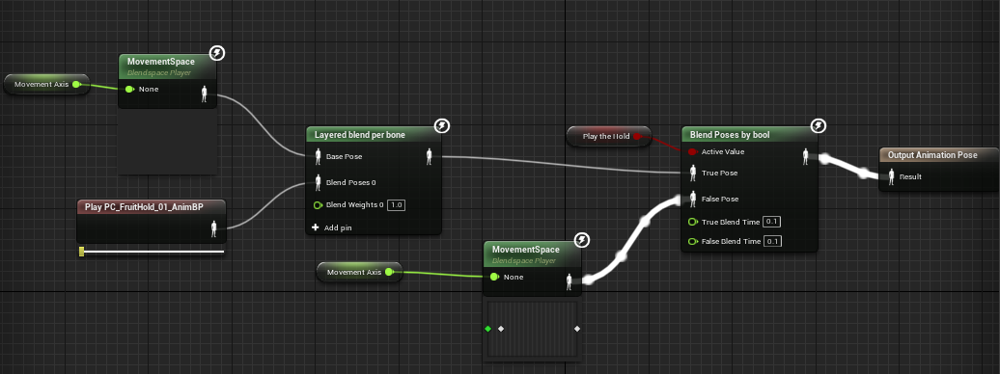 MovementSpace
Blendspace Player
Movement Axis
None
Layered blend per bone
Base Pose
Blend Poses 0
Blend Weights 0 1.0
Add pin
Play PC_FruitHold_01_AnimBP
Movement Axis
MovementSpace
Blendspace Player
None
Play the Hold
Blend Poses by bool
Active Value
True Pose
False Pose
True Blend Time 0.1
False Blend Time 0.1
Output Animation Pose
Result